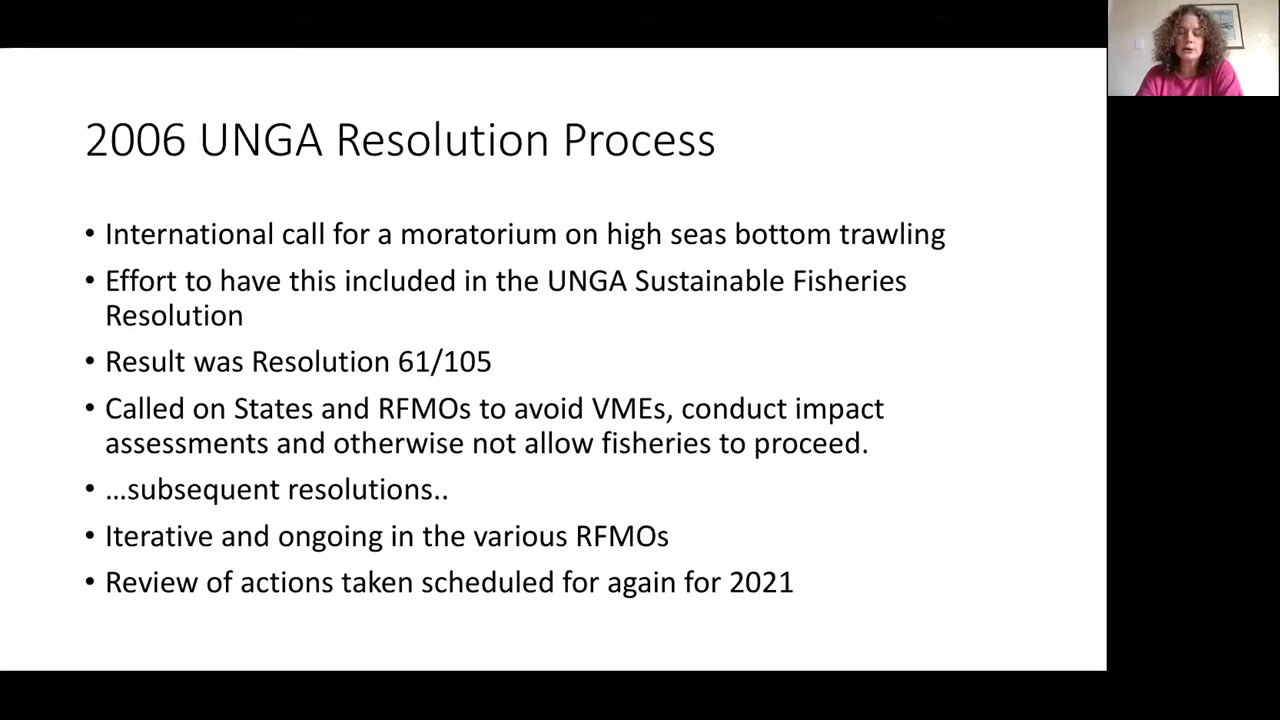 2006 UNGA Resolution Process
• International call for a moratorium on high seas bottom trawling
• Effort to have this included in the UNGA Sustainable Fisheries
Resolution
• Result was Resolution 61/105
• Called on States and RFMOs to avoid VMEs, conduct impact
assessments and otherwise not allow fisheries to proceed.
• …subsequent resolutions..
• Iterative and ongoing in the various RFMOs
• Review of actions taken scheduled for again for 2021